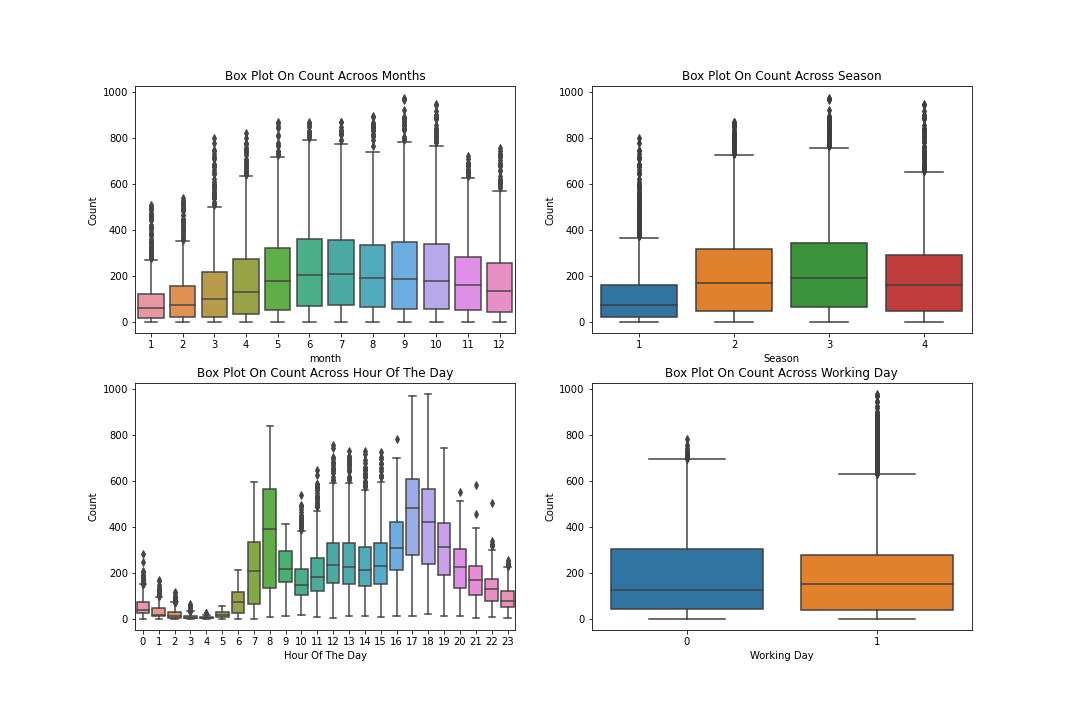 Box Plot On Count Acroos Months
Count
1000
800
600
400
200
0
1 2 3 4 5 6 7 8 9 10 11 12
month
Box Plot On Count Across Season
Count
1000
800
600
400
200
0
1 2 3 4
Season
Box Plot On Count Across Hour Of The Day
Count
1000
800
600
400
200
0
0 1 2 3 4 5 6 7 8 9 10 11 12 13 14 15 16 17 18 19 20 21 22 23
Hour Of The Day
Box Plot On Count Across Working Day
Count
1000
800
600
400
200
0
0 1
Working Day